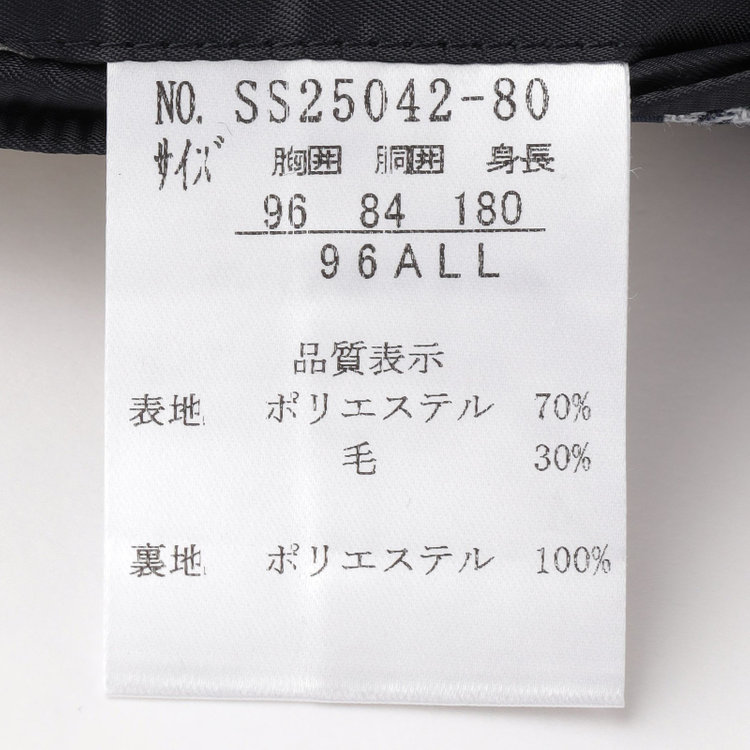 NO. SS25042-80
サイズ 胸囲 胴囲 身長
96 84 180
96ALL
品質表示
表地 ポリエステル 70%
毛 30%
裏地 ポリエステル 100%